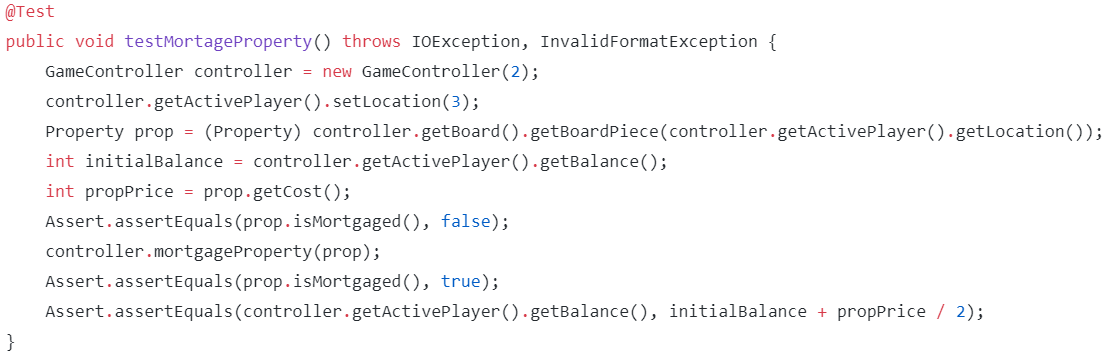 @Test
public void testMortageProperty() throws IOException, InvalidFormatException {
    GameController controller = new GameController(2);
    controller.getActivePlayer().setLocation(3);
    Property prop = (Property) controller.getBoard().getBoardPiece(controller.getActivePlayer().getLocation());
    int initialBalance = controller.getActivePlayer().getBalance();
    int propPrice = prop.getCost();
    Assert.assertEquals(prop.isMortgaged(), false);
    controller.mortgageProperty(prop);
    Assert.assertEquals(prop.isMortgaged(), true);
    Assert.assertEquals(controller.getActivePlayer().getBalance(), initialBalance + propPrice / 2);
}